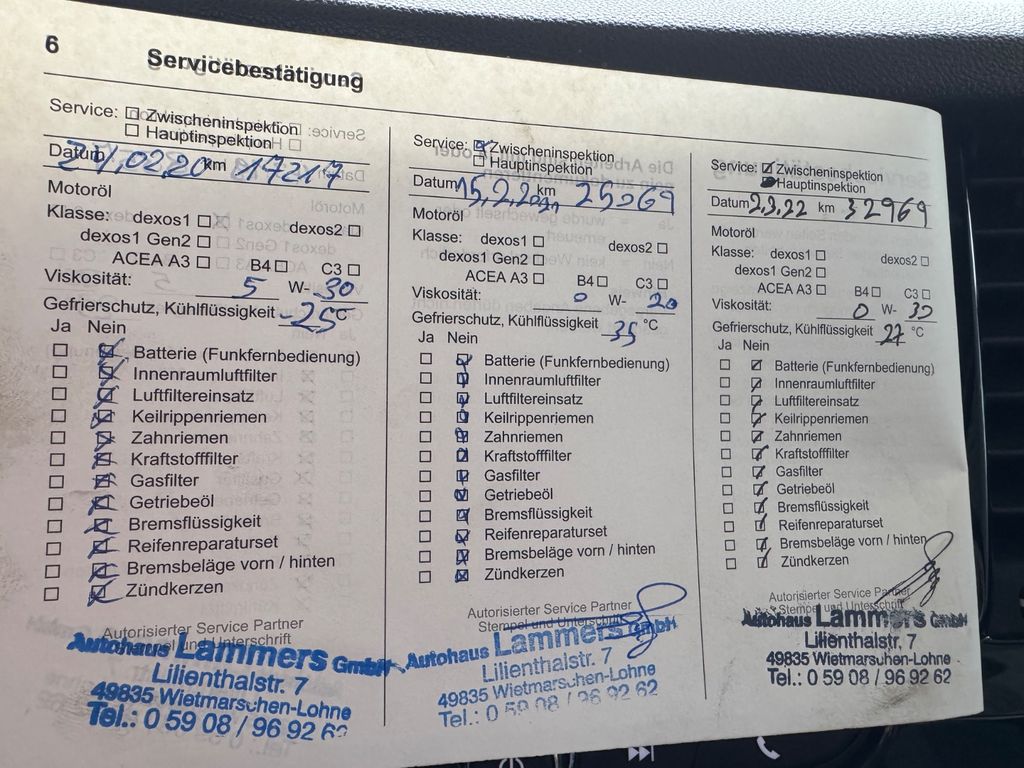 6
Servicebestätigung
Service: ☐ Zwischeninspektion
☐ Hauptinspektion
Datum 0220 km 17217
Motoröl
Klasse: dexos1 ☐ dexos2 ☐
dexos1 Gen2 ☐
ACEA A3 ☐ B4 ☐ C3 ☐
Viskosität: 5 W- 30
Gefrierschutz, Kühlflüssigkeit -25 °C
Ja Nein
☐ ☒ Batterie (Funkfernbedienung)
☐ ☒ Innenraumluftfilter
☐ ☒ Luftfiltereinsatz
☐ ☒ Keilrippenriemen
☐ ☒ Zahnriemen
☐ ☒ Kraftstofffilter
☐ ☒ Gasfilter
☐ ☒ Getriebeöl
☐ ☒ Bremsflüssigkeit
☐ ☒ Reifenreparaturset
☐ ☒ Bremsbeläge vorn / hinten
☐ ☒ Zündkerzen
Autorisierter Service Partner
Stempel und Unterschrift
Autohaus Lammers GmbH
Lilienthalstr. 7
49835 Wietmarschen-Lohne
Tel.: 0 59 08 / 96 92 62
Service: ☒ Zwischeninspektion
☐ Hauptinspektion
Datum 15.2.2021 km 25069
Motoröl
Klasse: dexos1 ☐ dexos2 ☐
dexos1 Gen2 ☐
ACEA A3 ☐ B4 ☐ C3 ☐
Viskosität: 0 W- 20
Gefrierschutz, Kühlflüssigkeit 35 °C
Ja Nein
☐ ☒ Batterie (Funkfernbedienung)
☐ ☒ Innenraumluftfilter
☐ ☒ Luftfiltereinsatz
☐ ☒ Keilrippenriemen
☐ ☒ Zahnriemen
☐ ☒ Kraftstofffilter
☐ ☒ Gasfilter
☐ ☒ Getriebeöl
☐ ☒ Bremsflüssigkeit
☐ ☒ Reifenreparaturset
☐ ☒ Bremsbeläge vorn / hinten
☐ ☒ Zündkerzen
Autorisierter Service Partner
Stempel und Unterschrift
Autohaus Lammers GmbH
Lilienthalstr. 7
49835 Wietmarschen-Lohne
Tel.: 0 59 08 / 96 92 62
Service: ☒ Zwischeninspektion
Hauptinspektion
Datum 2.3.22 km 32969
Motoröl
Klasse: dexos1 ☐ dexos2 ☐
dexos1 Gen2 ☐
ACEA A3 ☐ B4 ☐ C3 ☐
Viskosität: 0 W- 30
Gefrierschutz, Kühlflüssigkeit 27 °C
Ja Nein
☐ ☒ Batterie (Funkfernbedienung)
☐ ☒ Innenraumluftfilter
☐ ☒ Luftfiltereinsatz
☐ ☒ Keilrippenriemen
☐ ☒ Zahnriemen
☐ ☒ Kraftstofffilter
☐ ☒ Gasfilter
☐ ☒ Getriebeöl
☐ ☒ Bremsflüssigkeit
☐ ☒ Reifenreparaturset
☐ ☒ Bremsbeläge vorn / hinten
☐ ☒ Zündkerzen
Autorisierter Service Partner
Stempel und Unterschrift
Autohaus Lammers GmbH
Lilienthalstr. 7
49835 Wietmarschen-Lohne
Tel.: 0 59 08 / 96 92 62